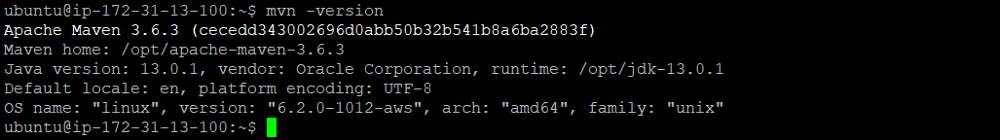 ubuntu@ip-172-31-13-100:~$ mvn -version
Apache Maven 3.6.3 (cecedd343002696d0abb50b32b541b8a6ba2883f)
Maven home: /opt/apache-maven-3.6.3
Java version: 13.0.1, vendor: Oracle Corporation, runtime: /opt/jdk-13.0.1
Default locale: en, platform encoding: UTF-8
OS name: "linux", version: "6.2.0-1012-aws", arch: "amd64", family: "unix"
ubuntu@ip-172-31-13-100:~$